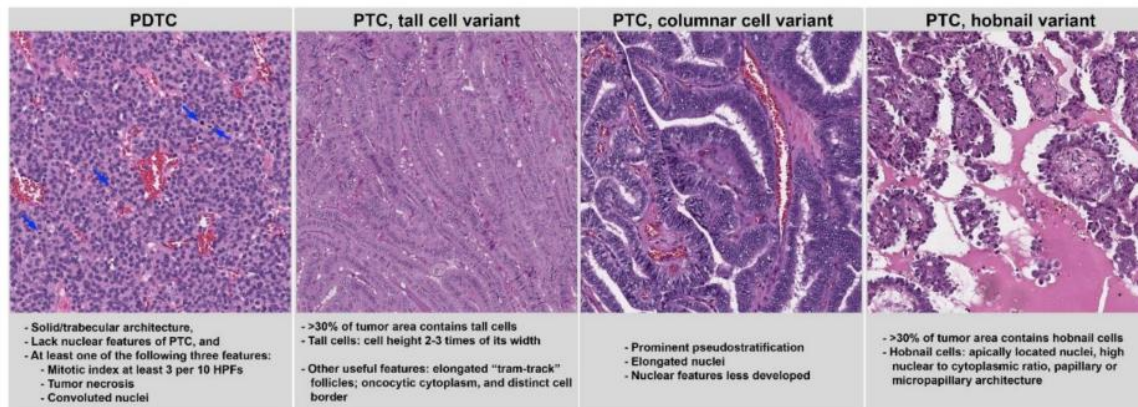 PDTC
PTC, tall cell variant
PTC, columnar cell variant
PTC, hobnail variant
- Solid/trabecular architecture,
- Lack nuclear features of PTC, and
- At least one of the following three features:
- Mitotic index at least 3 per 10 HPFs
- Tumor necrosis
- Convoluted nuclei
- >30% of tumor area contains tall cells
- Tall cells: cell height 2-3 times of its width
- Other useful features: elongated “tram-track”
follicles; oncocytic cytoplasm, and distinct cell
border
- Prominent pseudostratification
- Elongated nuclei
- Nuclear features less developed
- >30% of tumor area contains hobnail cells
- Hobnail cells: apically located nuclei, high
nuclear to cytoplasmic ratio, papillary or
micropapillary architecture